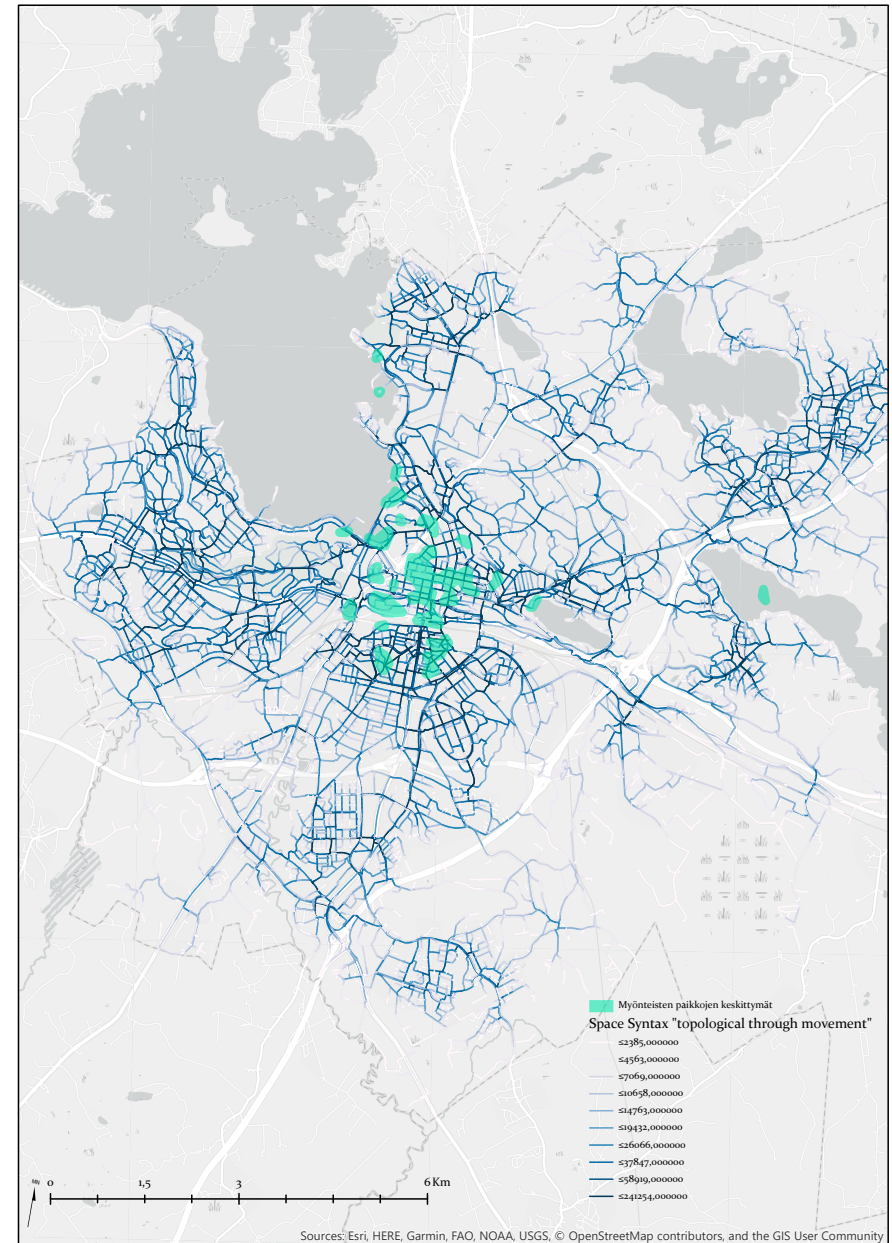 Myönteisten paikkojen keskittymät
Space Syntax "topological through movement"
≤2385,000000
≤4563,000000
≤7069,000000
≤10658,000000
≤14763,000000
≤19432,000000
≤26066,000000
≤37847,000000
≤58919,000000
≤241254,000000
MN
0 1,5 3 6 Km
Sources: Esri, HERE, Garmin, FAO, NOAA, USGS, © OpenStreetMap contributors, and the GIS User Community